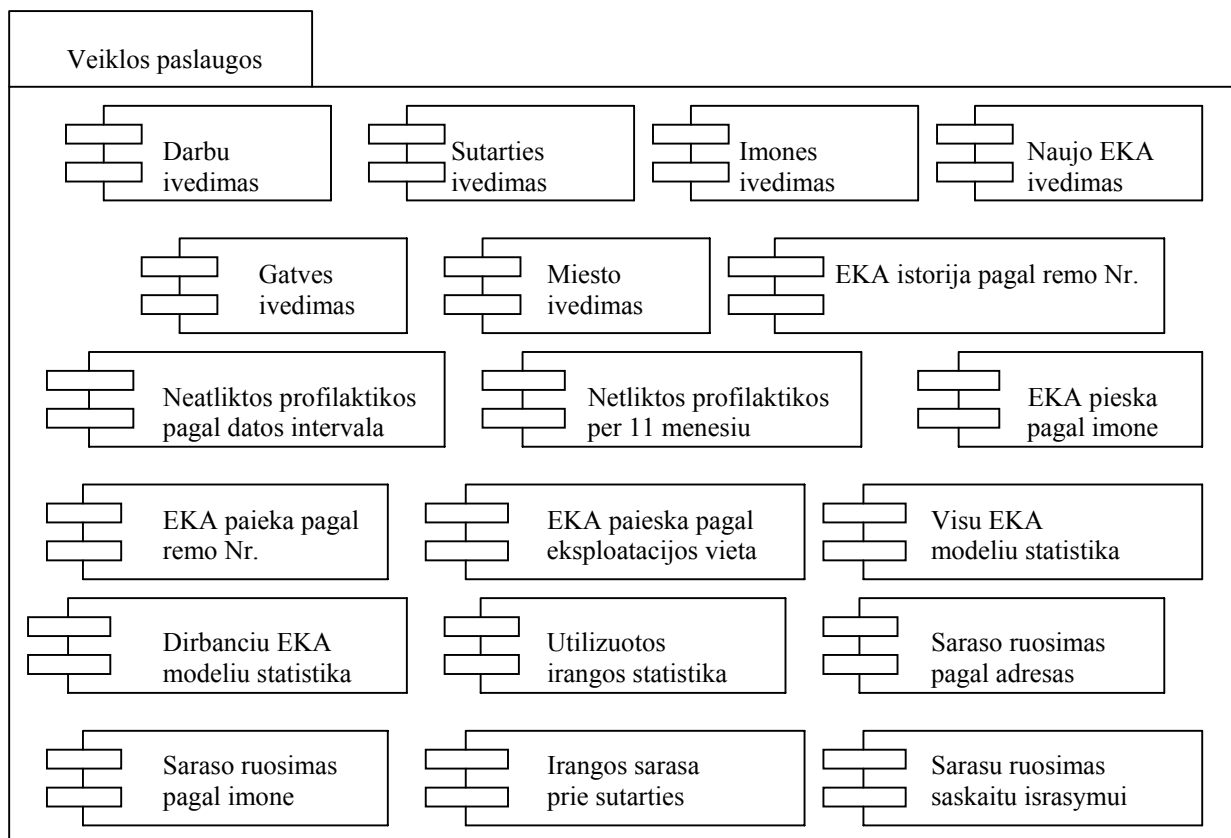 Veiklos paslaugos
Darbu
ivedimas
Sutarties
ivedimas
Imones
ivedimas
Naujo EKA
ivedimas
Gatves
ivedimas
Miesto
ivedimas
EKA istorija pagal remo Nr.
Neatliktos profilaktikos
pagal datos intervala
Netliktos profilaktikos
per 11 menesiu
EKA pieska
pagal imone
EKA paieka pagal
remo Nr.
EKA paieska pagal
eksploatacijos vieta
Visu EKA
modeliu statistika
Dirbanciu EKA
modeliu statistika
Utilizuotos
irangos statistika
Saraso ruosimas
pagal adresas
Saraso ruosimas
pagal imone
Irangos sarasa
prie sutarties
Sarasu ruosimas
saskaitu israsymui